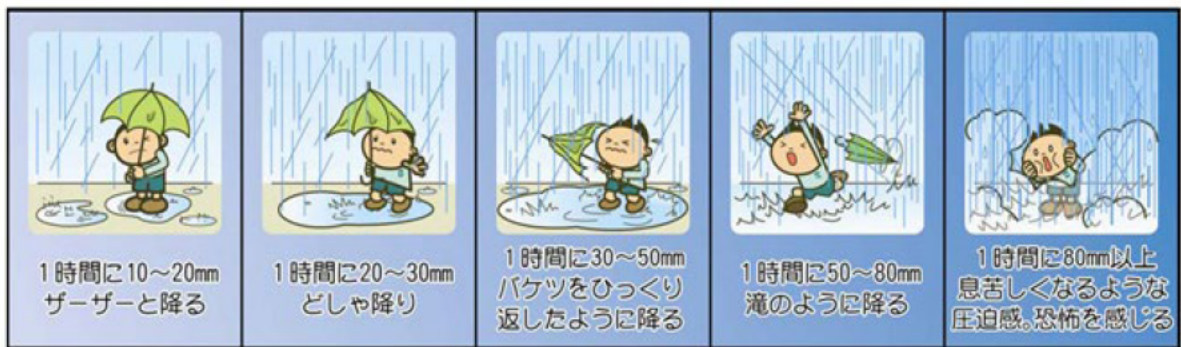 1時間に10～20mm
ザーザーと降る
1時間に20～30mm
どしゃ降り
1時間に30～50mm
バケツをひっくり
返したように降る
1時間に50～80mm
滝のように降る
1時間に80mm以上
息苦しくなるような
圧迫感。恐怖を感じる